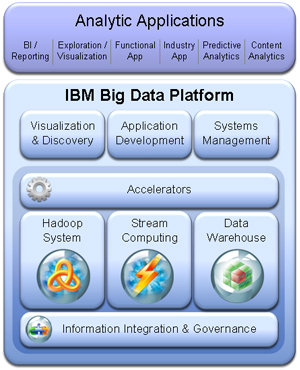 Analytic Applications
BI / Reporting
Exploration / Visualization
Functional App
Industry App
Predictive Analytics
Content Analytics
IBM Big Data Platform
Visualization & Discovery
Application Development
Systems Management
Accelerators
Hadoop System
Stream Computing
Data Warehouse
Information Integration & Governance